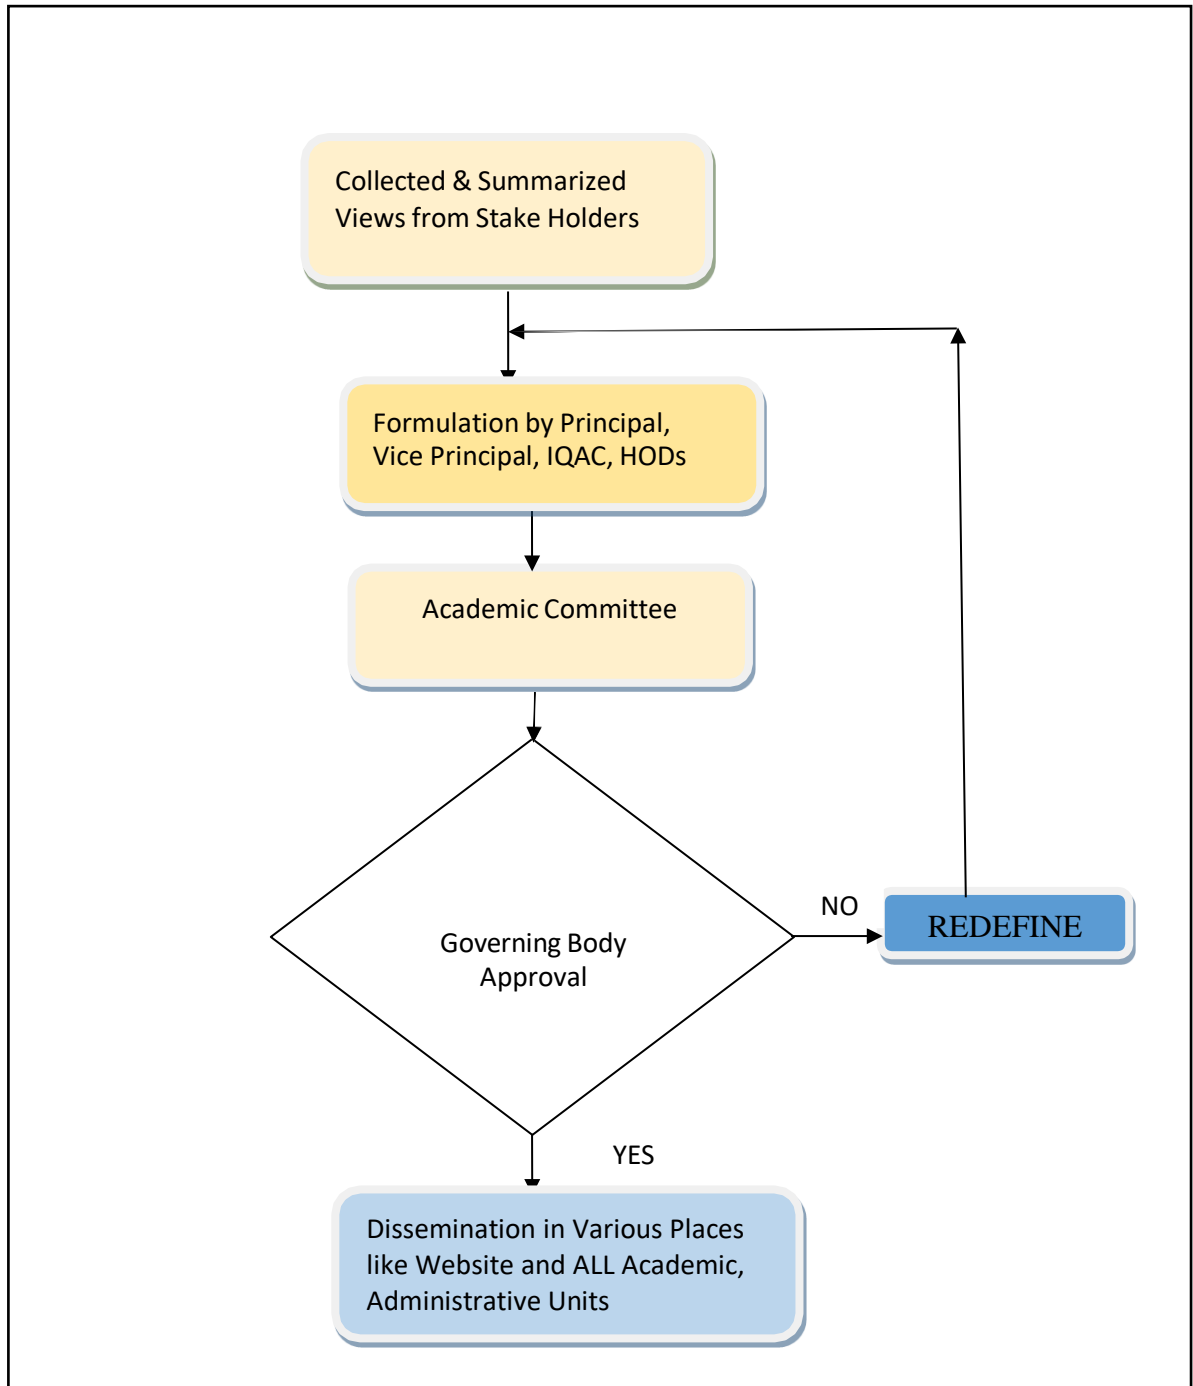 Collected & Summarized
Views from Stake Holders
Formulation by Principal,
Vice Principal, IQAC, HODs
Academic Committee
Governing Body
Approval
NO
REDEFINE
YES
Dissemination in Various Places
like Website and ALL Academic,
Administrative Units